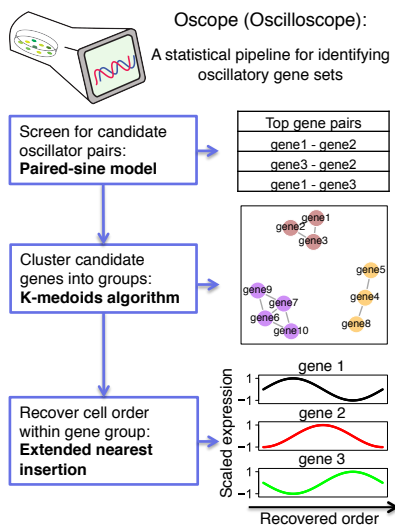 Oscope (Oscilloscope):
A statistical pipeline for identifying
oscillatory gene sets
Screen for candidate
oscillator pairs:
Paired-sine model
Top gene pairs
gene1 - gene2
gene3 - gene2
gene1 - gene3
Cluster candidate
genes into groups:
K-medoids algorithm
gene1
gene2
gene3
gene5
gene4
gene8
gene9
gene7
gene6
gene10
Recover cell order
within gene group:
Extended nearest
insertion
Scaled expression
gene 1
1
−1
gene 2
1
−1
gene 3
1
−1
Recovered order